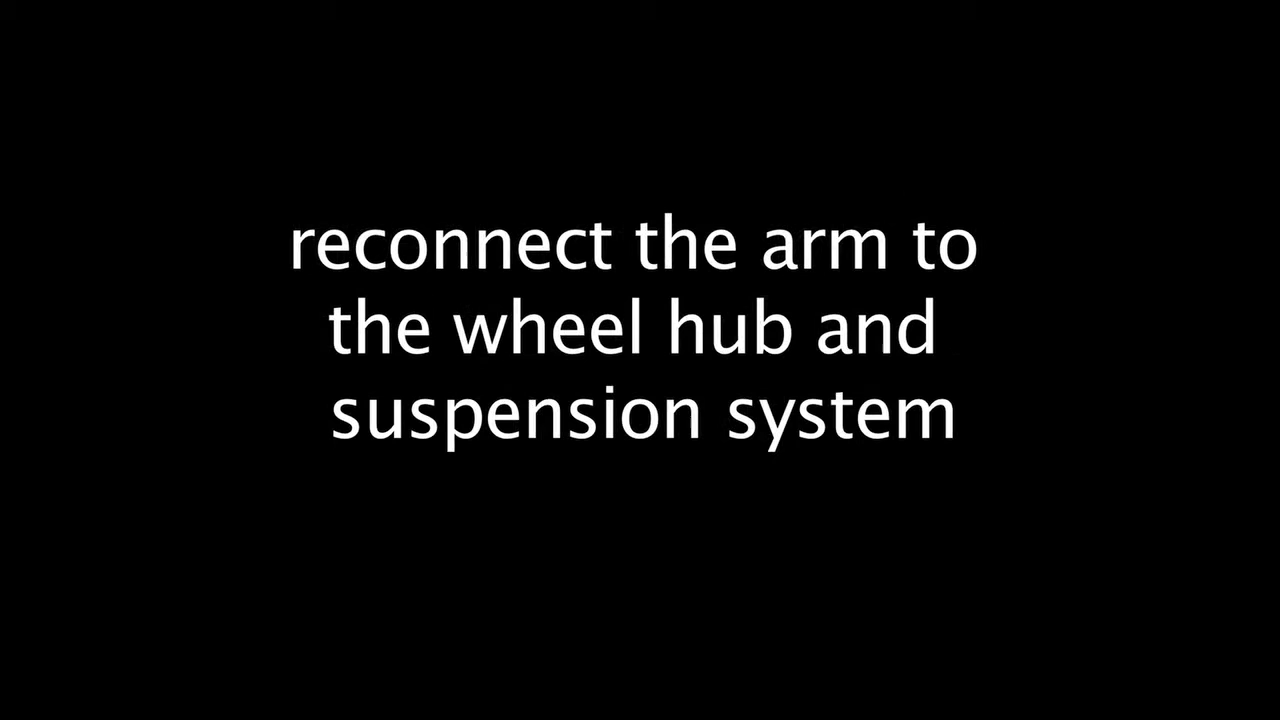 reconnect the arm to
the wheel hub and
suspension system